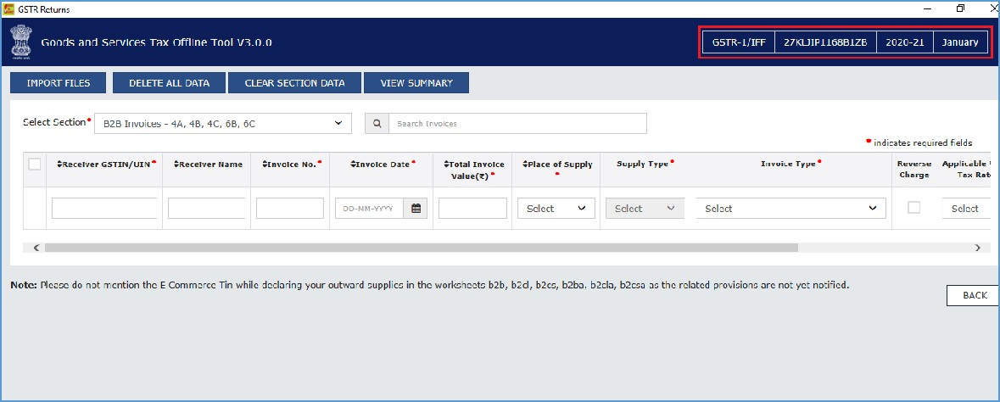 GSTR Returns
Goods and Services Tax Offline Tool V3.0.0
GSTR-1/IFF 27KLJIP1168B1ZB 2020-21 January
IMPORT FILES DELETE ALL DATA CLEAR SECTION DATA VIEW SUMMARY
Select Section• B2B Invoices - 4A, 4B, 4C, 6B, 6C Search Invoices
• indicates required fields
Receiver GSTIN/UIN• Receiver Name Invoice No.• Invoice Date• Total Invoice Value(₹)• Place of Supply• Supply Type• Invoice Type• Reverse Charge Applicable Tax Rat
DD-MM-YYYY Select Select Select Select
Note: Please do not mention the E Commerce Tin while declaring your outward supplies in the worksheets b2b, b2cl, b2cs, b2ba, b2cla, b2csa as the related provisions are not yet notified.
BACK